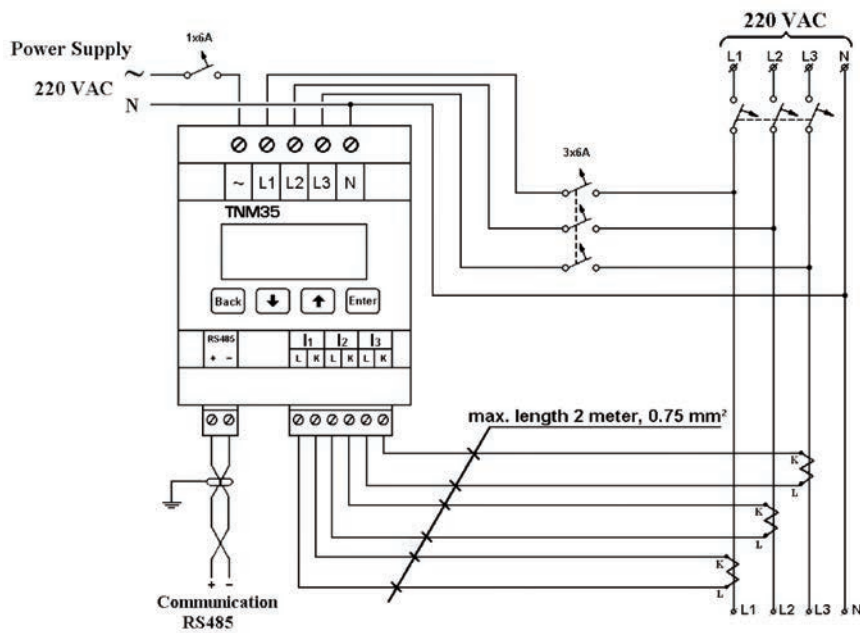 220 VAC
Power Supply
1x6A
~
220 VAC
N
L1 L2 L3 N
3x6A
~ L1 L2 L3 N
TNM35
Back Enter
RS485
+ -
I1 I2 I3
L K L K L K
max. length 2 meter, 0.75 mm²
K
L
K
L
K
L
+ -
Communication
RS485
L1 L2 L3 N